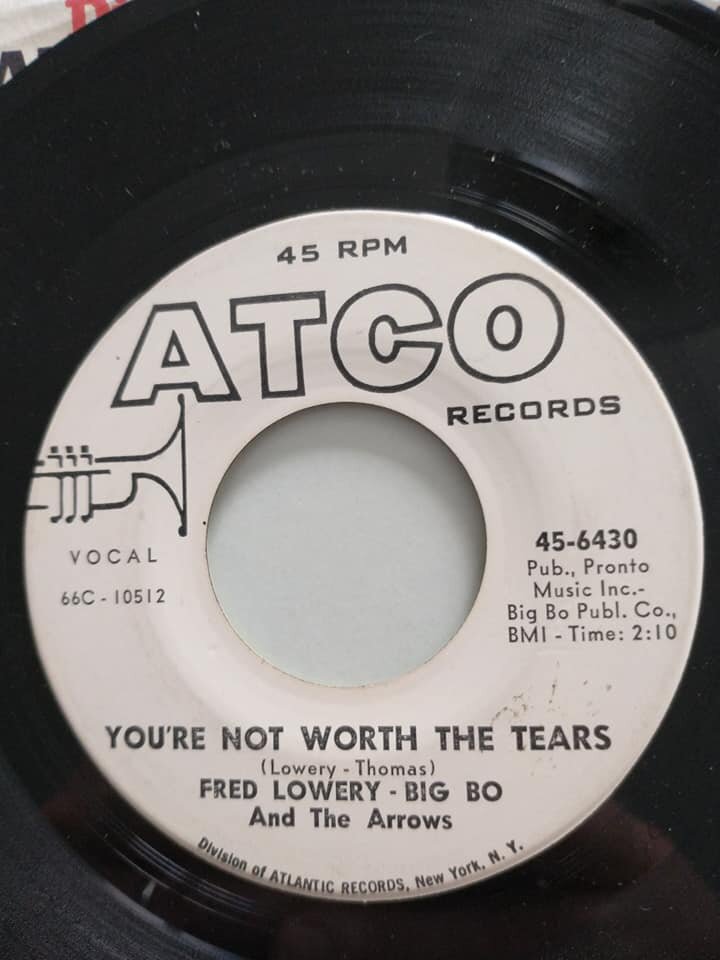 45 RPM
ATCO
RECORDS
VOCAL
66C - 10512
45-6430
Pub., Pronto
Music Inc.-
Big Bo Publ. Co.,
BMI - Time: 2:10
YOU'RE NOT WORTH THE TEARS
(Lowery - Thomas)
FRED LOWERY - BIG BO
And The Arrows
Division of ATLANTIC RECORDS, New York, N. Y.